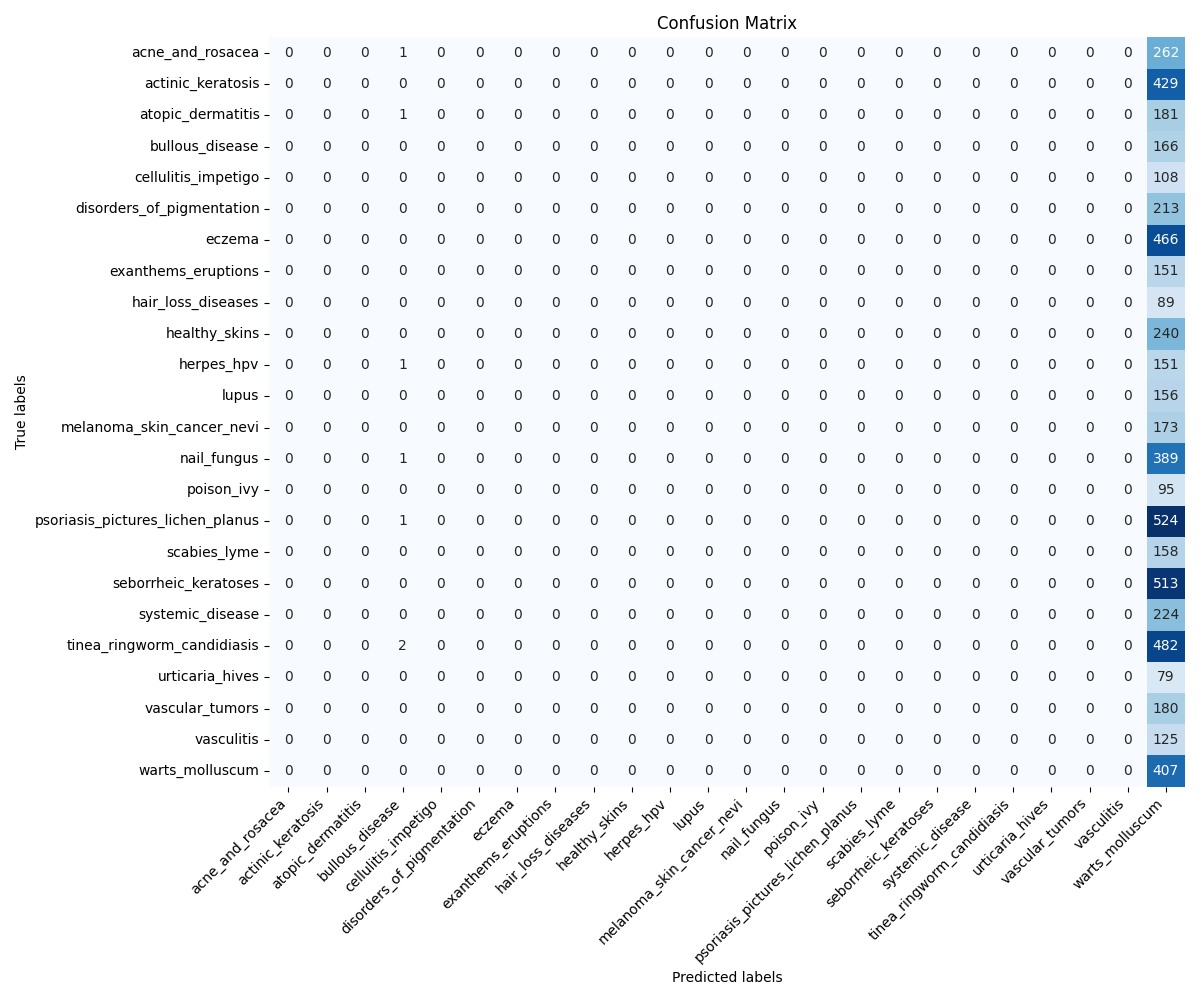 Confusion Matrix
acne_and_rosacea 0 0 0 1 0 0 0 0 0 0 0 0 0 0 0 0 0 0 0 0 0 0 0 262
actinic_keratosis 0 0 0 0 0 0 0 0 0 0 0 0 0 0 0 0 0 0 0 0 0 0 0 429
atopic_dermatitis 0 0 0 1 0 0 0 0 0 0 0 0 0 0 0 0 0 0 0 0 0 0 0 181
bullous_disease 0 0 0 0 0 0 0 0 0 0 0 0 0 0 0 0 0 0 0 0 0 0 0 166
cellulitis_impetigo 0 0 0 0 0 0 0 0 0 0 0 0 0 0 0 0 0 0 0 0 0 0 0 108
disorders_of_pigmentation 0 0 0 0 0 0 0 0 0 0 0 0 0 0 0 0 0 0 0 0 0 0 0 213
eczema 0 0 0 0 0 0 0 0 0 0 0 0 0 0 0 0 0 0 0 0 0 0 0 466
exanthems_eruptions 0 0 0 0 0 0 0 0 0 0 0 0 0 0 0 0 0 0 0 0 0 0 0 151
hair_loss_diseases 0 0 0 0 0 0 0 0 0 0 0 0 0 0 0 0 0 0 0 0 0 0 0 89
healthy_skins 0 0 0 0 0 0 0 0 0 0 0 0 0 0 0 0 0 0 0 0 0 0 0 240
herpes_hpv 0 0 0 1 0 0 0 0 0 0 0 0 0 0 0 0 0 0 0 0 0 0 0 151
lupus 0 0 0 0 0 0 0 0 0 0 0 0 0 0 0 0 0 0 0 0 0 0 0 156
melanoma_skin_cancer_nevi 0 0 0 0 0 0 0 0 0 0 0 0 0 0 0 0 0 0 0 0 0 0 0 173
nail_fungus 0 0 0 1 0 0 0 0 0 0 0 0 0 0 0 0 0 0 0 0 0 0 0 389
poison_ivy 0 0 0 0 0 0 0 0 0 0 0 0 0 0 0 0 0 0 0 0 0 0 0 95
psoriasis_pictures_lichen_planus 0 0 0 1 0 0 0 0 0 0 0 0 0 0 0 0 0 0 0 0 0 0 0 524
scabies_lyme 0 0 0 0 0 0 0 0 0 0 0 0 0 0 0 0 0 0 0 0 0 0 0 158
seborrheic_keratoses 0 0 0 0 0 0 0 0 0 0 0 0 0 0 0 0 0 0 0 0 0 0 0 513
systemic_disease 0 0 0 0 0 0 0 0 0 0 0 0 0 0 0 0 0 0 0 0 0 0 0 224
tinea_ringworm_candidiasis 0 0 0 2 0 0 0 0 0 0 0 0 0 0 0 0 0 0 0 0 0 0 0 482
urticaria_hives 0 0 0 0 0 0 0 0 0 0 0 0 0 0 0 0 0 0 0 0 0 0 0 79
vascular_tumors 0 0 0 0 0 0 0 0 0 0 0 0 0 0 0 0 0 0 0 0 0 0 0 180
vasculitis 0 0 0 0 0 0 0 0 0 0 0 0 0 0 0 0 0 0 0 0 0 0 0 125
warts_molluscum 0 0 0 0 0 0 0 0 0 0 0 0 0 0 0 0 0 0 0 0 0 0 0 407
True labels
acne_and_rosacea
actinic_keratosis
atopic_dermatitis
bullous_disease
cellulitis_impetigo
disorders_of_pigmentation
eczema
exanthems_eruptions
hair_loss_diseases
healthy_skins
herpes_hpv
lupus
melanoma_skin_cancer_nevi
nail_fungus
poison_ivy
psoriasis_pictures_lichen_planus
scabies_lyme
seborrheic_keratoses
systemic_disease
tinea_ringworm_candidiasis
urticaria_hives
vascular_tumors
vasculitis
warts_molluscum
Predicted labels